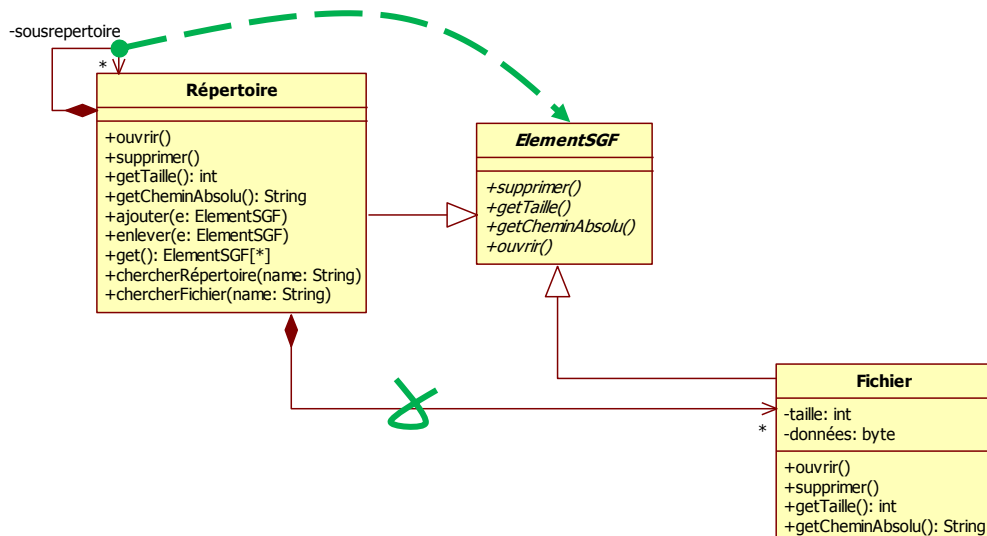 -sousrepertoire
*
Répertoire
+ouvrir()
+supprimer()
+getTaille(): int
+getCheminAbsolu(): String
+ajouter(e: ElementSGF)
+enlever(e: ElementSGF)
+get(): ElementSGF[*]
+chercherRépertoire(name: String)
+chercherFichier(name: String)
ElementSGF
+supprimer()
+getTaille()
+getCheminAbsolu()
+ouvrir()
*
Fichier
-taille: int
-données: byte
+ouvrir()
+supprimer()
+getTaille(): int
+getCheminAbsolu(): String